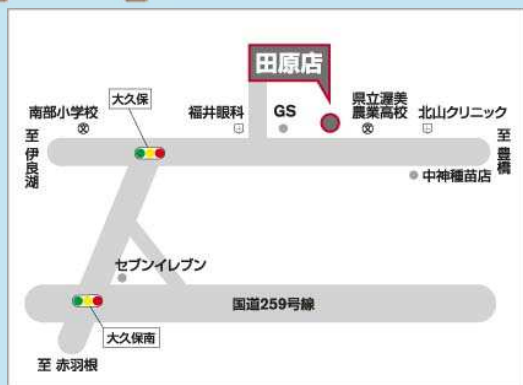 田原店
大久保
南部小学校
福井眼科
GS
県立渥美
農業高校
北山クリニック
至
伊
良
湖
至
豊
橋
中神種苗店
セブンイレブン
国道259号線
大久保南
至 赤羽根